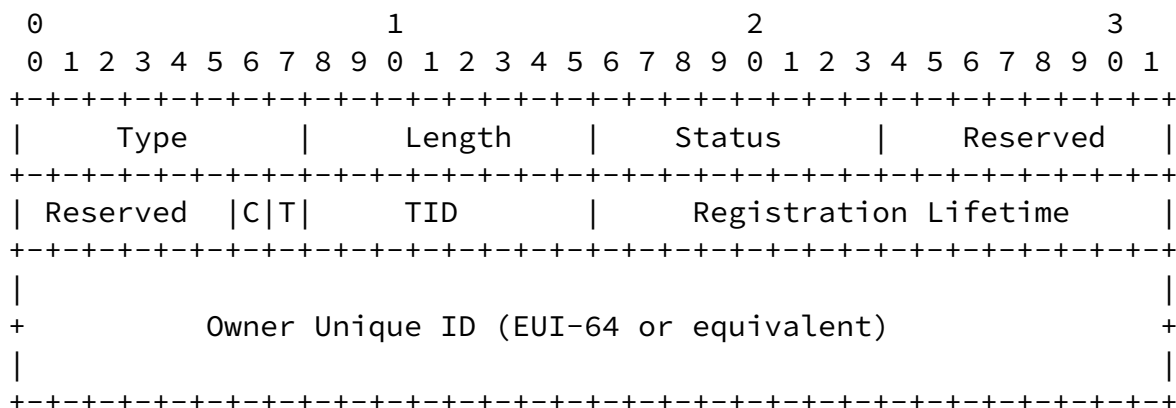 0                   1                   2                   3
 0 1 2 3 4 5 6 7 8 9 0 1 2 3 4 5 6 7 8 9 0 1 2 3 4 5 6 7 8 9 0 1
+-+-+-+-+-+-+-+-+-+-+-+-+-+-+-+-+-+-+-+-+-+-+-+-+-+-+-+-+-+-+-+-+
|     Type      |     Length    |    Status     |    Reserved   |
+-+-+-+-+-+-+-+-+-+-+-+-+-+-+-+-+-+-+-+-+-+-+-+-+-+-+-+-+-+-+-+-+
| Reserved  |C|T|     TID       |     Registration Lifetime     |
+-+-+-+-+-+-+-+-+-+-+-+-+-+-+-+-+-+-+-+-+-+-+-+-+-+-+-+-+-+-+-+-+
|                                                               |
+          Owner Unique ID (EUI-64 or equivalent)               +
|                                                               |
+-+-+-+-+-+-+-+-+-+-+-+-+-+-+-+-+-+-+-+-+-+-+-+-+-+-+-+-+-+-+-+-+